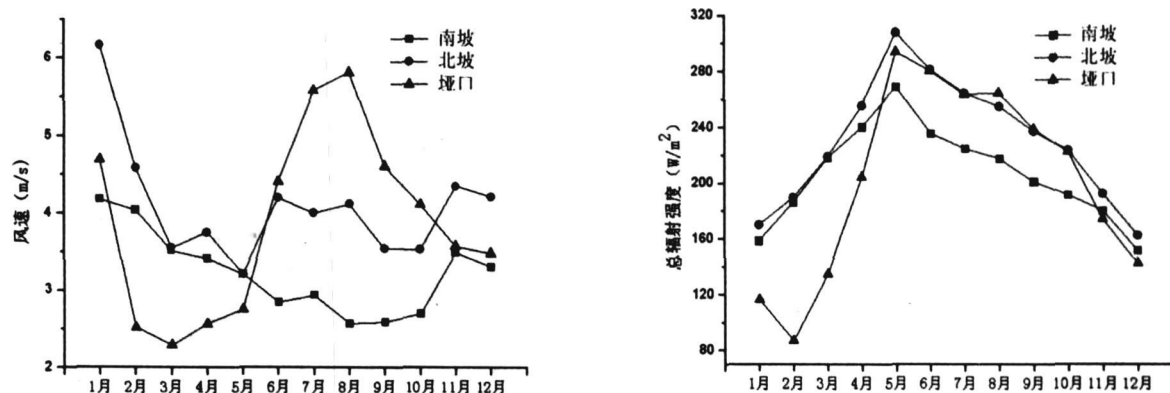 风速 (m/s)
6
5
4
3
2
1月 2月 3月 4月 5月 6月 7月 8月 9月 10月 11月 12月
南坡
北坡
垭口
总辐射强度 (W/m²)
320
280
240
200
160
120
80
1月 2月 3月 4月 5月 6月 7月 8月 9月 10月 11月 12月
南坡
北坡
垭口